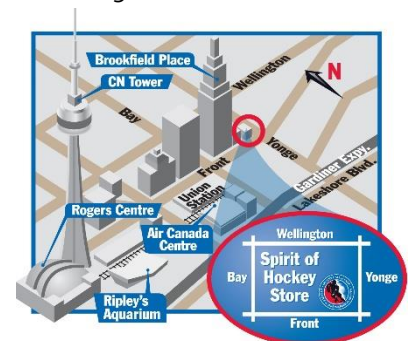 Brookfield Place
CN Tower
Wellington
N
Bay
Yonge
Front
Union
Station
Gardiner Expy.
Lakeshore Blvd.
Rogers Centre
Air Canada
Centre
Ripley's
Aquarium
Wellington
Bay
Spirit of
Hockey
Store
Yonge
Front